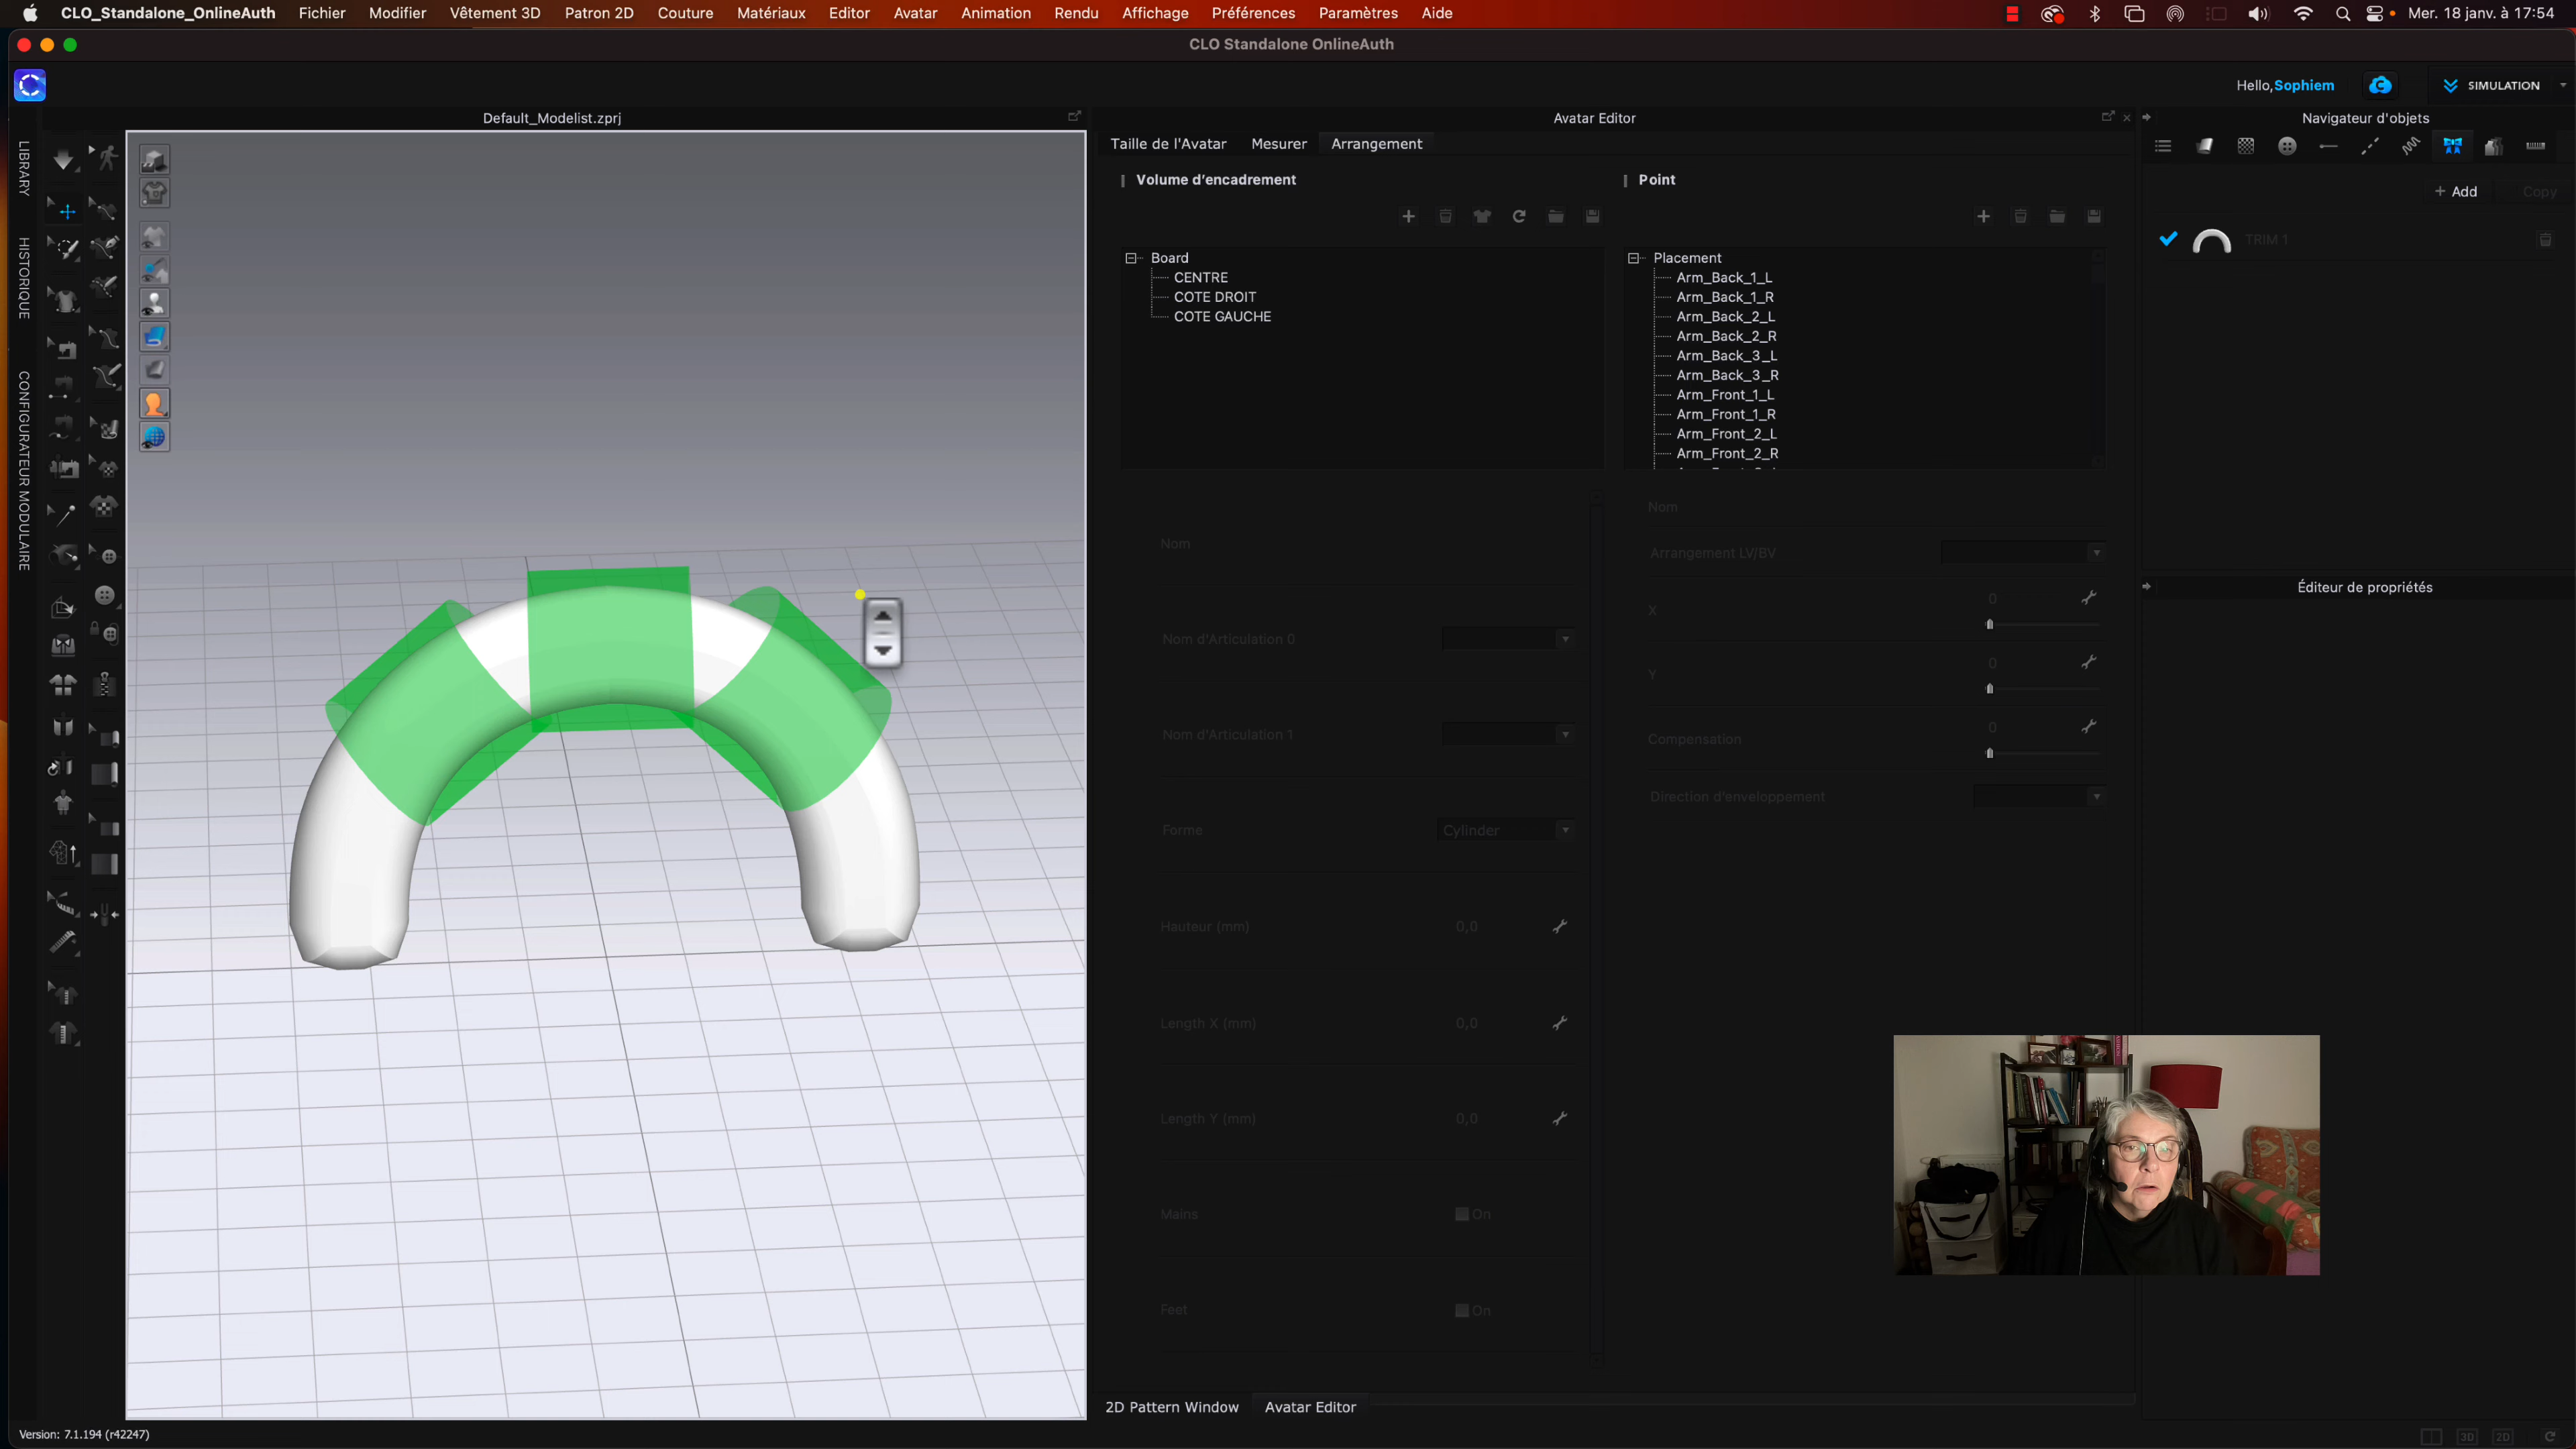 CLO_Standalone_OnlineAuth Fichier Modifier Vêtement 3D Patron 2D Couture Matériaux Editor Avatar Animation Rendu Affichage Préférences Paramètres Aide Mer. 18 janv. à 17:54
CLO Standalone OnlineAuth
Hello, Sophiem SIMULATION
Default_Modelist.zprj Avatar Editor Navigateur d'objets
LIBRARY
HISTORIQUE
CONFIGURATEUR MODULAIRE
Taille de l'Avatar Mesurer Arrangement
Volume d'encadrement Point
+ Add Copy
TRIM 1
Board
CENTRE
COTE DROIT
COTE GAUCHE
Placement
Arm_Back_1_L
Arm_Back_1_R
Arm_Back_2_L
Arm_Back_2_R
Arm_Back_3_L
Arm_Back_3_R
Arm_Front_1_L
Arm_Front_1_R
Arm_Front_2_L
Arm_Front_2_R
Nom
Nom d'Articulation 0
Nom d'Articulation 1
Forme Cylinder
Hauteur (mm) 0,0
Length X (mm) 0,0
Length Y (mm) 0,0
Mains On
Feet On
Nom
Arrangement LV/BV
X 0
Y 0
Compensation 0
Direction d'enveloppement
Éditeur de propriétés
2D Pattern Window Avatar Editor
Version: 7.1.194 (r42247)
3D 2D